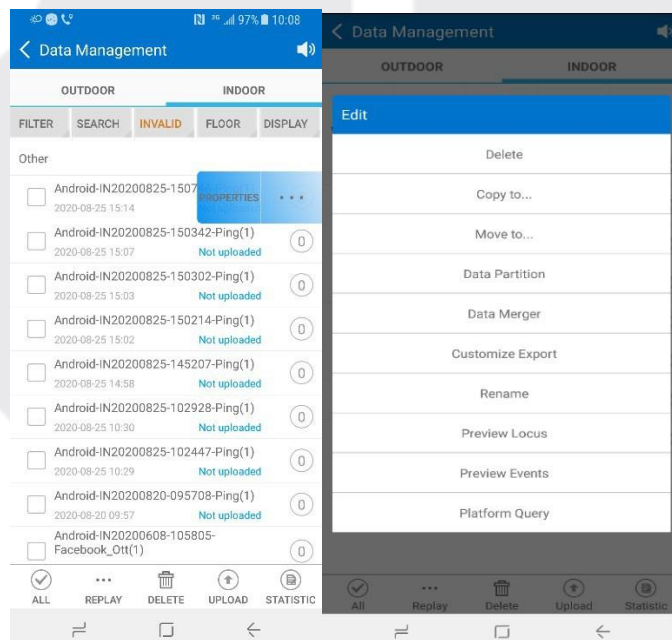 3G 97% 10:08
Data Management
OUTDOOR INDOOR
FILTER SEARCH INVALID FLOOR DISPLAY
Other
Android-IN20200825-1507
PROPERTIES ...
2020-08-25 15:14
Android-IN20200825-150342-Ping(1)
0
2020-08-25 15:07 Not uploaded
Android-IN20200825-150302-Ping(1)
0
2020-08-25 15:03 Not uploaded
Android-IN20200825-150214-Ping(1)
0
2020-08-25 15:02 Not uploaded
Android-IN20200825-145207-Ping(1)
0
2020-08-25 14:58 Not uploaded
Android-IN20200825-102928-Ping(1)
0
2020-08-25 10:30 Not uploaded
Android-IN20200825-102447-Ping(1)
0
2020-08-25 10:29 Not uploaded
Android-IN20200820-095708-Ping(1)
0
2020-08-20 09:57 Not uploaded
Android-IN20200608-105805-
Facebook_Ott(1)
0
ALL REPLAY DELETE UPLOAD STATISTIC
Data Management
OUTDOOR INDOOR
Edit
Delete
Copy to...
Move to...
Data Partition
Data Merger
Customize Export
Rename
Preview Locus
Preview Events
Platform Query
All Replay Delete Upload Statistic